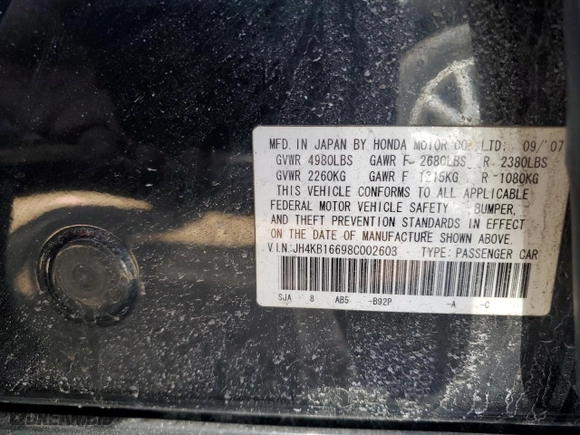 MFD. IN JAPAN BY HONDA MOTOR CO., LTD: 09/'07
GVWR 4980LBS GAWR F - 2680LBS R - 2380LBS
GVWR 2260KG GAWR F 1215KG R -1080KG
THIS VEHICLE CONFORMS TO ALL APPLICABLE
FEDERAL MOTOR VEHICLE SAFETY, BUMPER,
AND THEFT PREVENTION STANDARDS IN EFFECT
ON THE DATE OF MANUFACTURE SHOWN ABOVE.
V.I.N.:JH4KB16698C002603 TYPE: PASSENGER CAR
SJA 8 AB5 -B92P -A -C